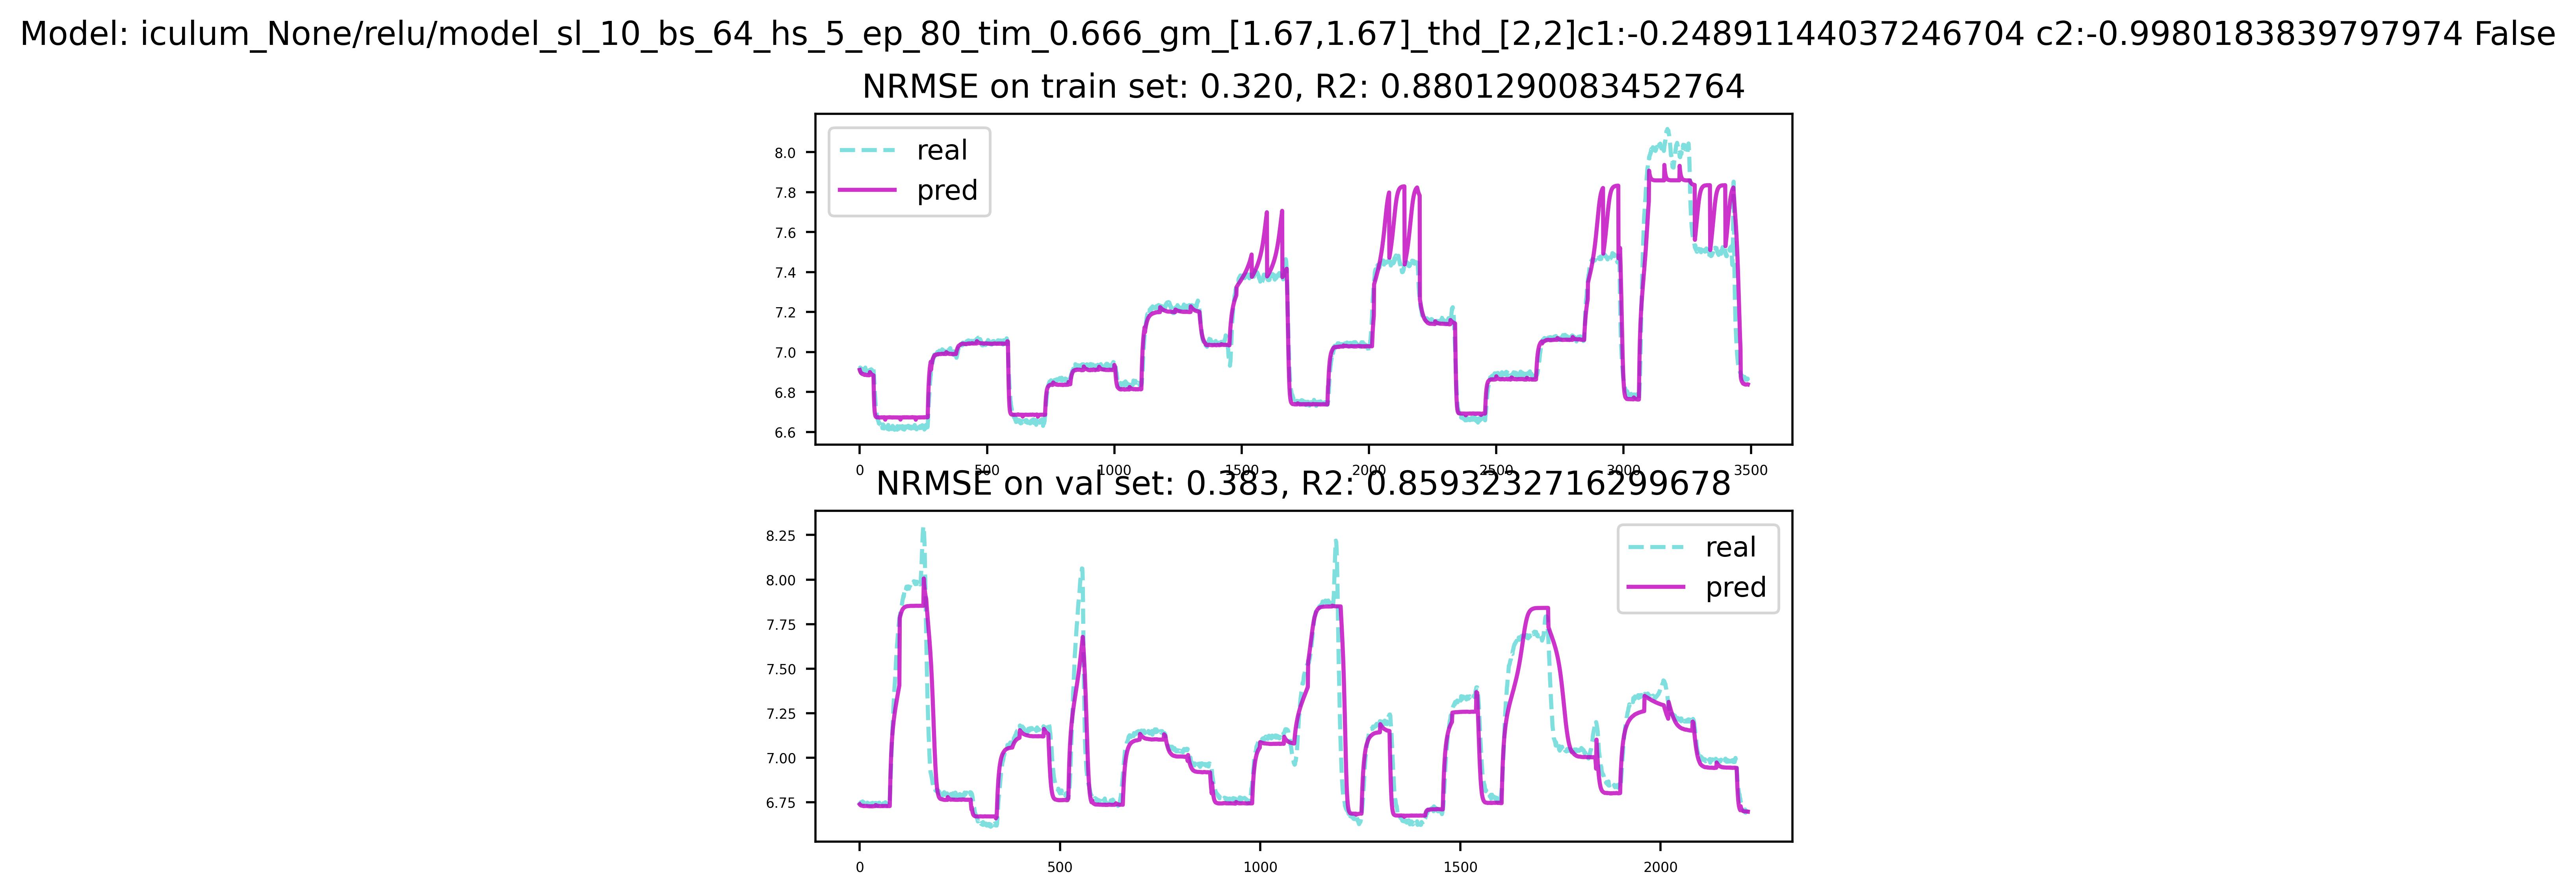 Model: iculum_None/relu/model_sl_10_bs_64_hs_5_ep_80_tim_0.666_gm_[1.67,1.67]_thd_[2,2]c1:-0.24891144037246704 c2:-0.9980183839797974 False
NRMSE on train set: 0.320, R2: 0.8801290083452764
real
pred
8.0
7.8
7.6
7.4
7.2
7.0
6.8
6.6
0 500 1000 1500 2000 2500 3000 3500
NRMSE on val set: 0.383, R2: 0.8593232716299678
real
pred
8.25
8.00
7.75
7.50
7.25
7.00
6.75
0 500 1000 1500 2000